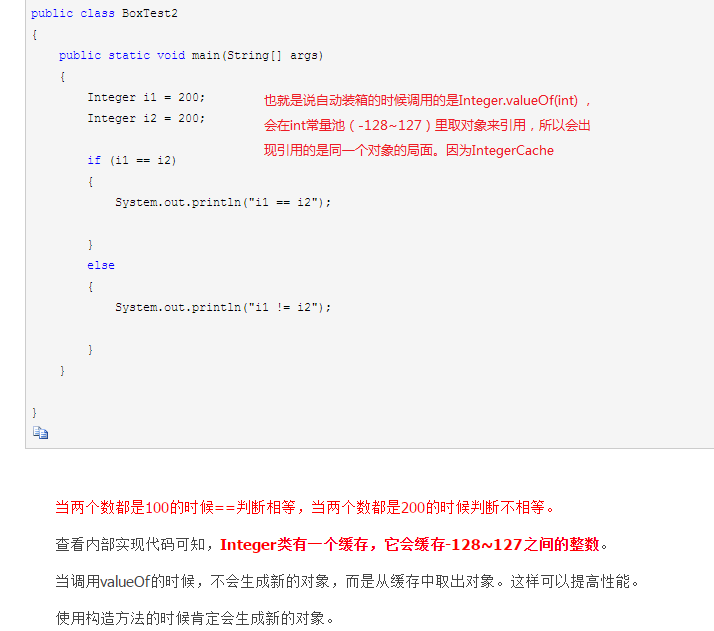 public class BoxTest2
{
public static void main(String[] args)
{
Integer i1 = 200;
Integer i2 = 200;
也就是说自动装箱的时候调用的是Integer.valueOf(int) ，
会在int常量池（-128~127）里取对象来引用，所以会出
现引用的是同一个对象的局面。因为IntegerCache
if (i1 == i2)
{
System.out.println("i1 == i2");
}
else
{
System.out.println("i1 != i2");
}
}
}
当两个数都是100的时候==判断相等，当两个数都是200的时候判断不相等。
查看内部实现代码可知，Integer类有一个缓存，它会缓存-128~127之间的整数。
当调用valueOf的时候，不会生成新的对象，而是从缓存中取出对象。这样可以提高性能。
使用构造方法的时候肯定会生成新的对象。